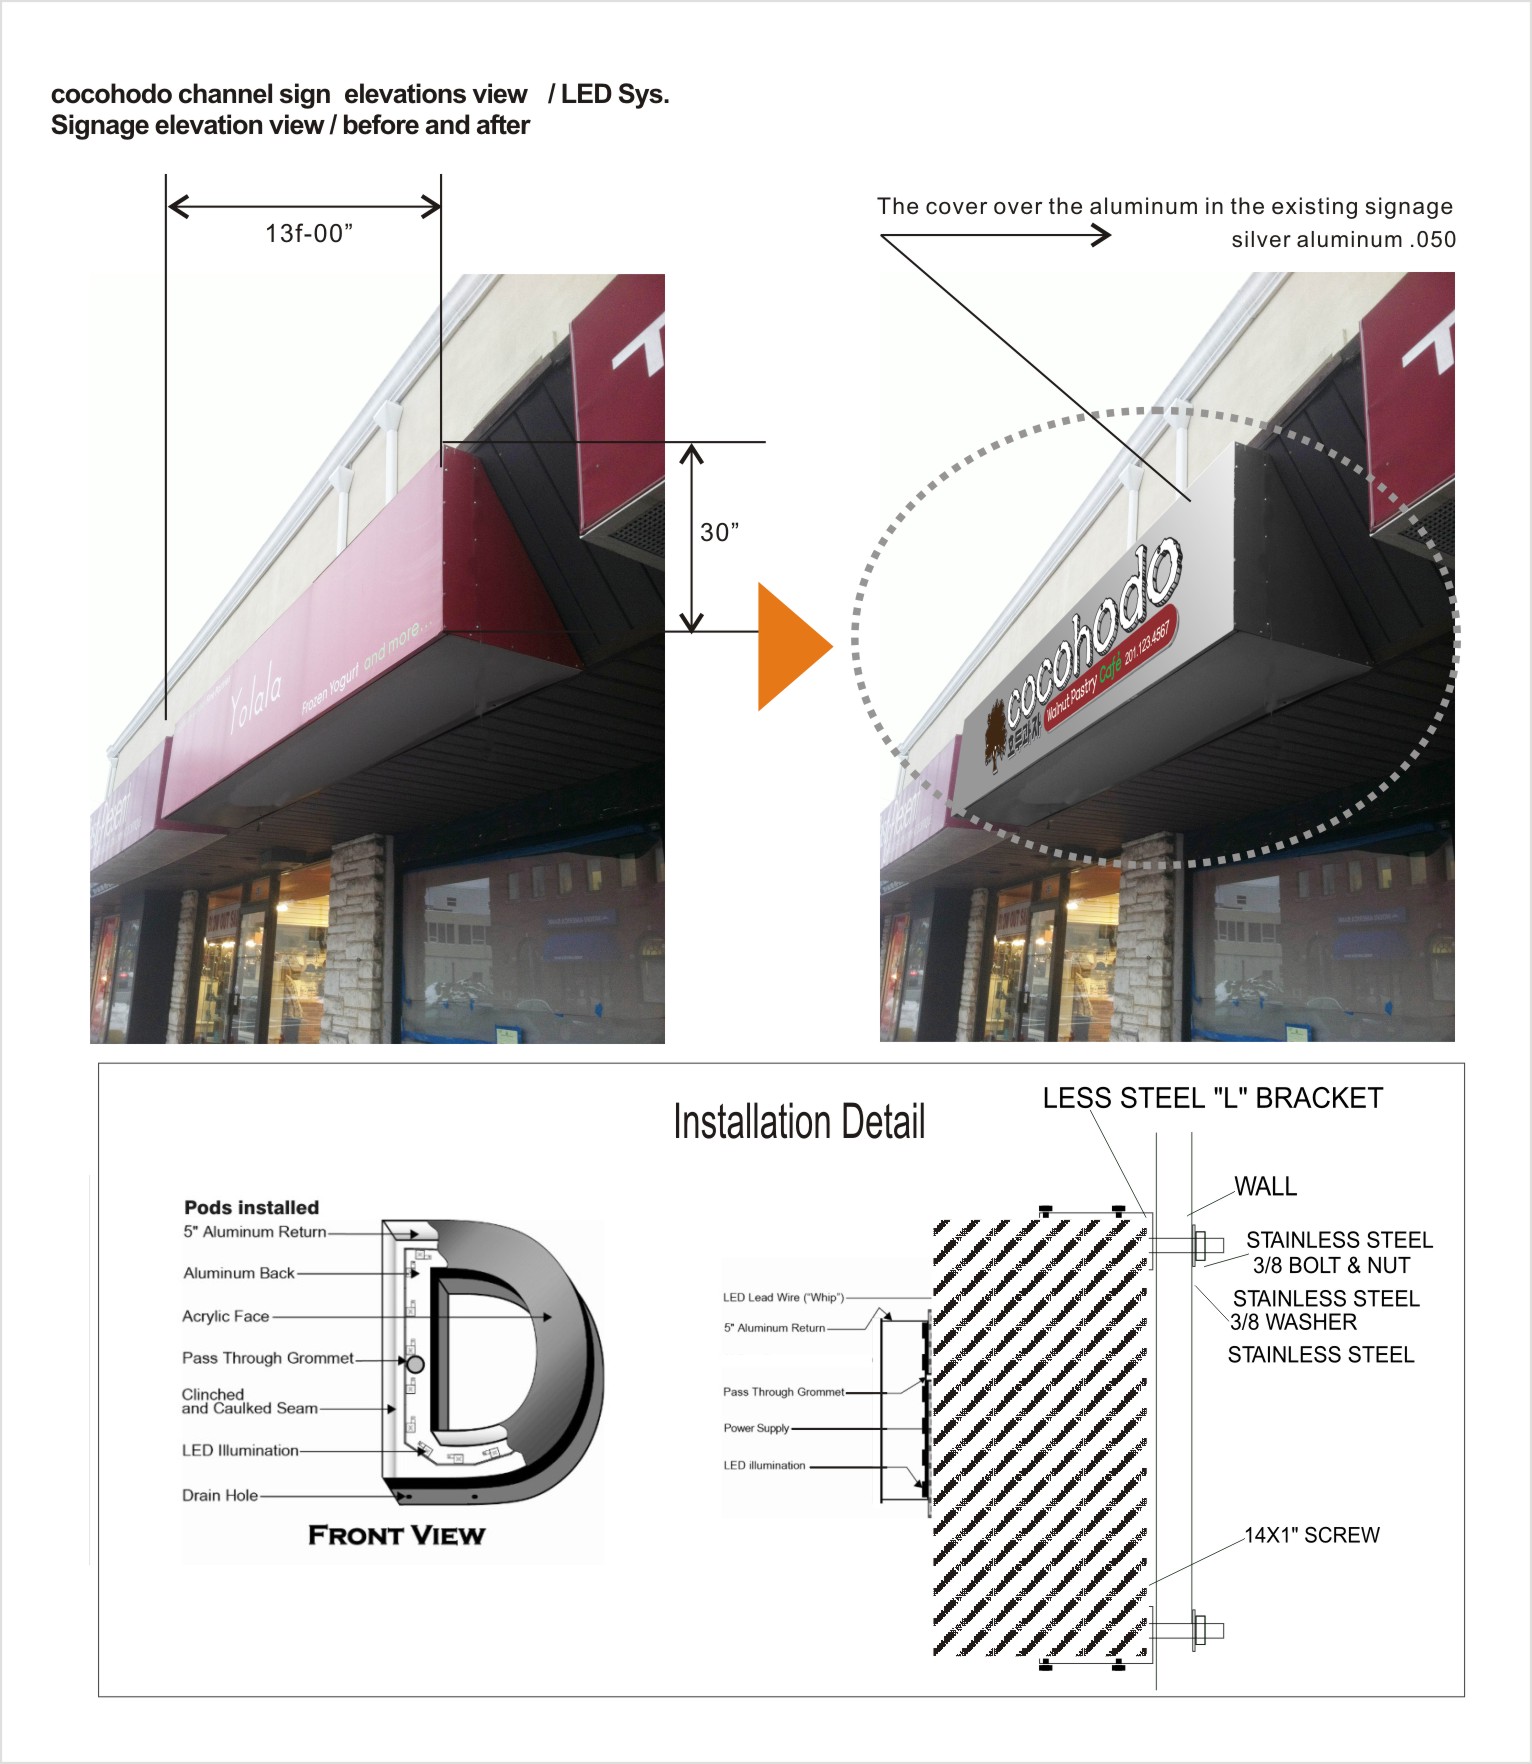 cocohodo channel sign elevations view / LED Sys.
Signage elevation view / before and after
13f-00”
The cover over the aluminum in the existing signage
silver aluminum .050
30”
Yolala
Frozen Yogurt and more...
cocohodo
호두과자
Walnut Pastry Café 201.123.4567
Installation Detail
LESS STEEL "L" BRACKET
WALL
STAINLESS STEEL
3/8 BOLT & NUT
STAINLESS STEEL
3/8 WASHER
STAINLESS STEEL
14X1" SCREW
Pods installed
5" Aluminum Return
Aluminum Back
Acrylic Face
Pass Through Grommet
Clinched
and Caulked Seam
LED Illumination
Drain Hole
FRONT VIEW
LED Lead Wire ("Whip")
5" Aluminum Return
Pass Through Grommet
Power Supply
LED illumination